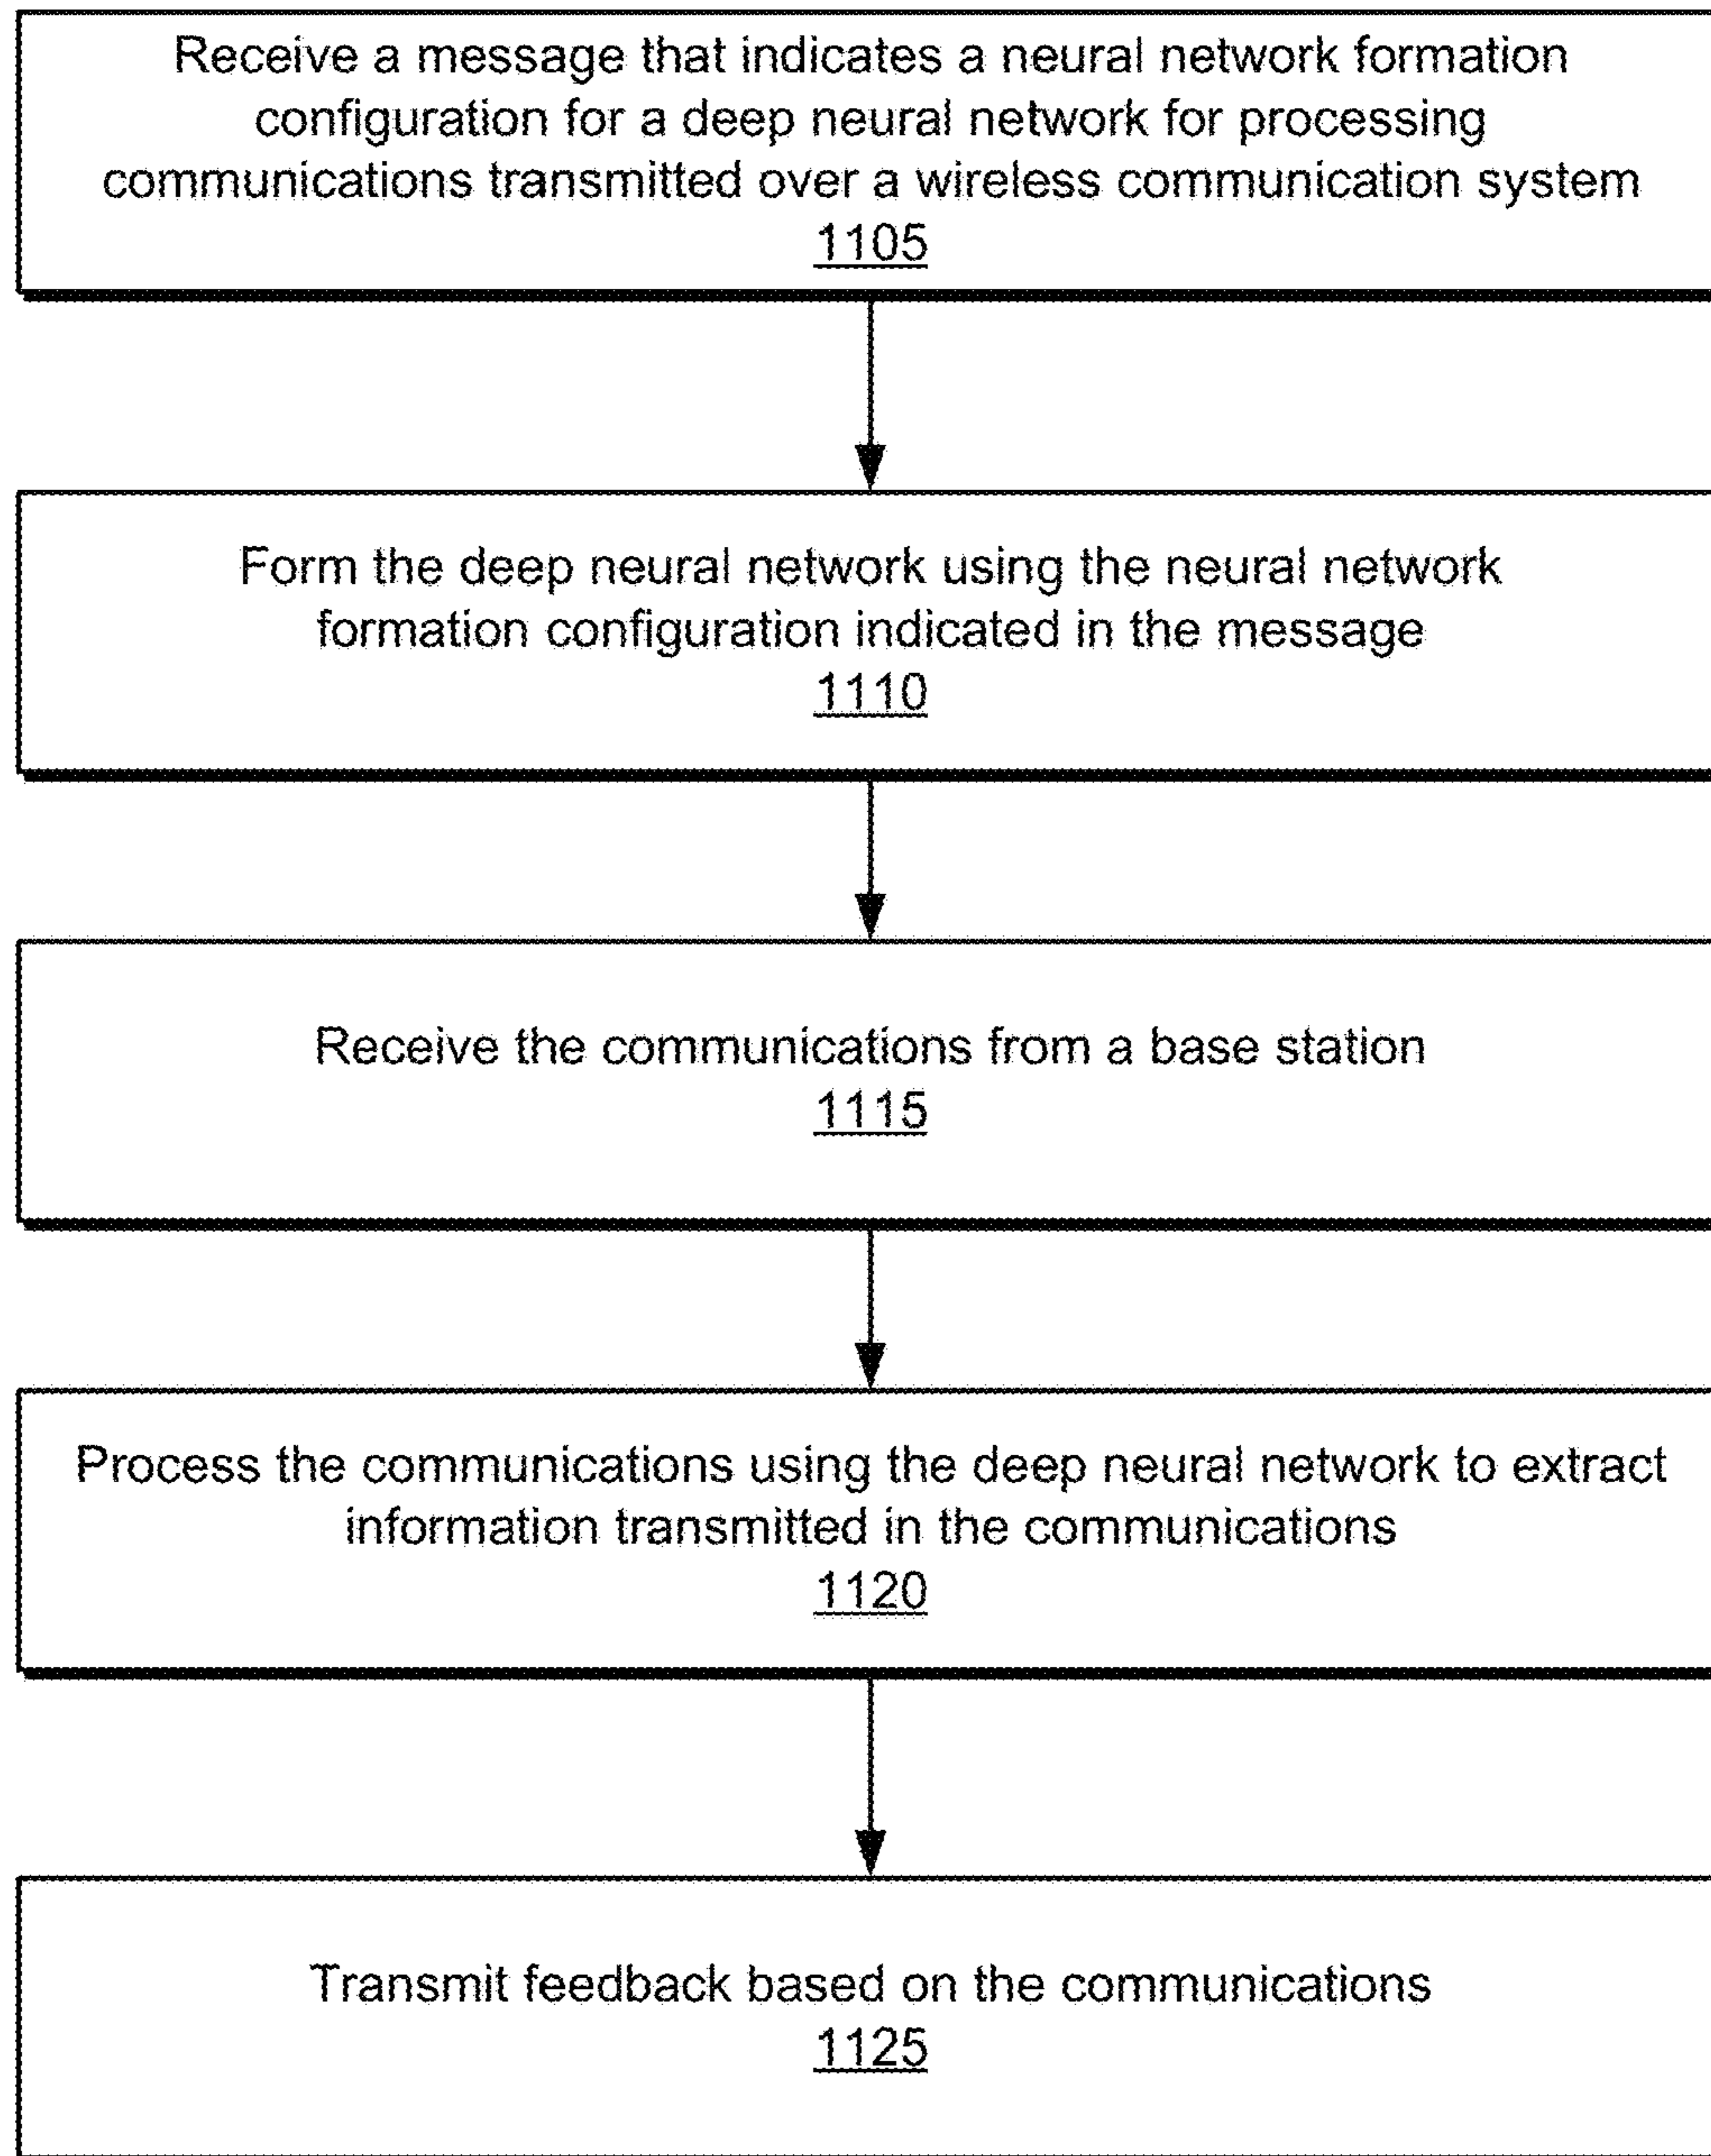 Receive a message that indicates a neural network formation
configuration for a deep neural network for processing
communications transmitted over a wireless communication system
1105
Form the deep neural network using the neural network
formation configuration indicated in the message
1110
Receive the communications from a base station
1115
Process the communications using the deep neural network to extract
information transmitted in the communications
1120
Transmit feedback based on the communications
1125